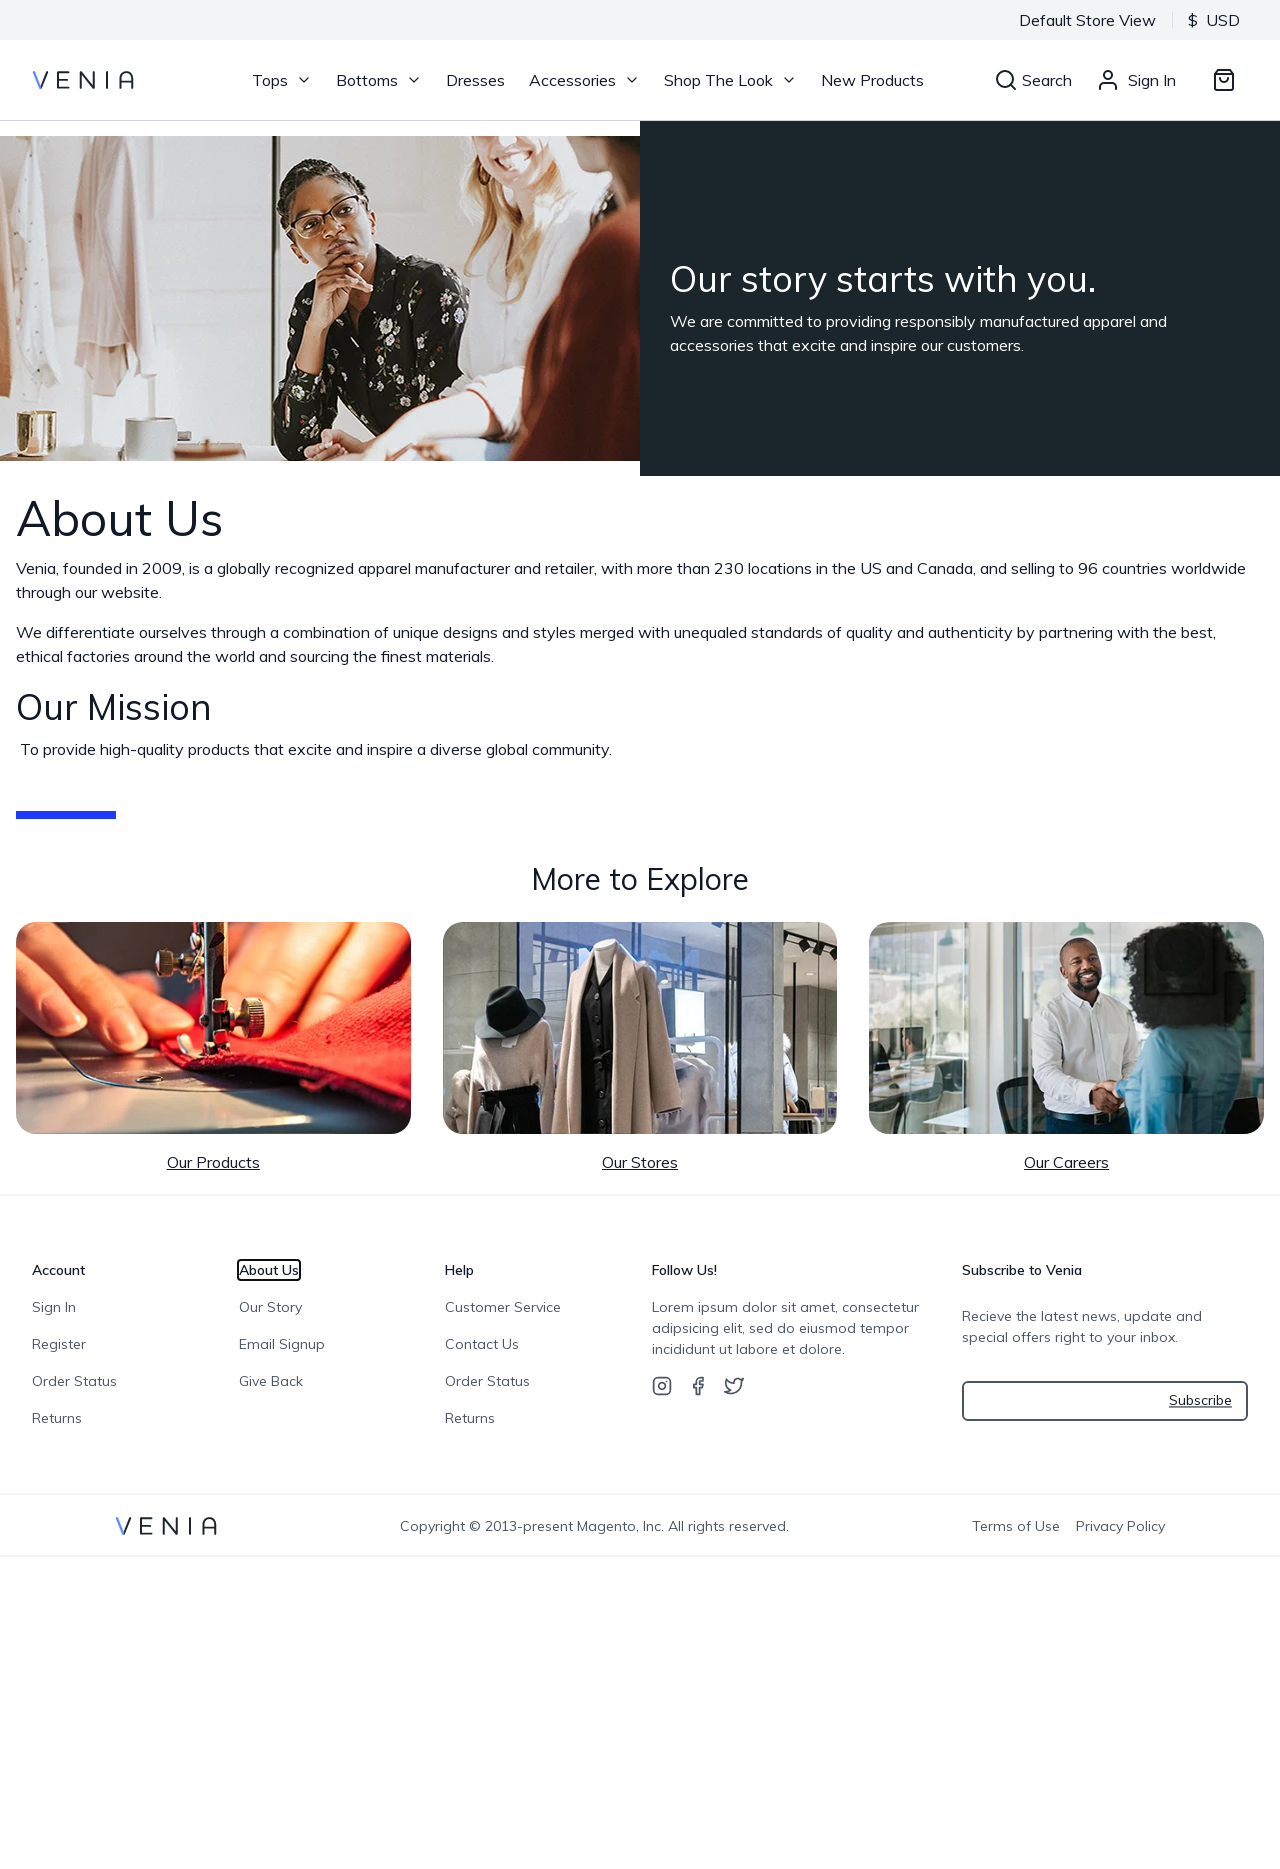 Default Store View
$ USD
VENIA
Tops
Bottoms
Dresses
Accessories
Shop The Look
New Products
Search
Sign In
Our story starts with you.
We are committed to providing responsibly manufactured apparel and
accessories that excite and inspire our customers.
About Us
Venia, founded in 2009, is a globally recognized apparel manufacturer and retailer, with more than 230 locations in the US and Canada, and selling to 96 countries worldwide
through our website.
We differentiate ourselves through a combination of unique designs and styles merged with unequaled standards of quality and authenticity by partnering with the best,
ethical factories around the world and sourcing the finest materials.
Our Mission
To provide high-quality products that excite and inspire a diverse global community.
More to Explore
Our Products
Our Stores
Our Careers
Account
Sign In
Register
Order Status
Returns
About Us
Our Story
Email Signup
Give Back
Help
Customer Service
Contact Us
Order Status
Returns
Follow Us!
Lorem ipsum dolor sit amet, consectetur
adipsicing elit, sed do eiusmod tempor
incididunt ut labore et dolore.
Subscribe to Venia
Recieve the latest news, update and
special offers right to your inbox.
Subscribe
VENIA
Copyright © 2013-present Magento, Inc. All rights reserved.
Terms of Use
Privacy Policy